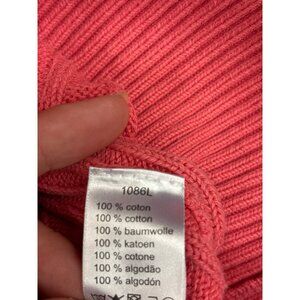 1086L
100 % coton
100 % cotton
100 % baumwolle
100 % katoen
100 % cotone
100 % algodão
100 % algodón